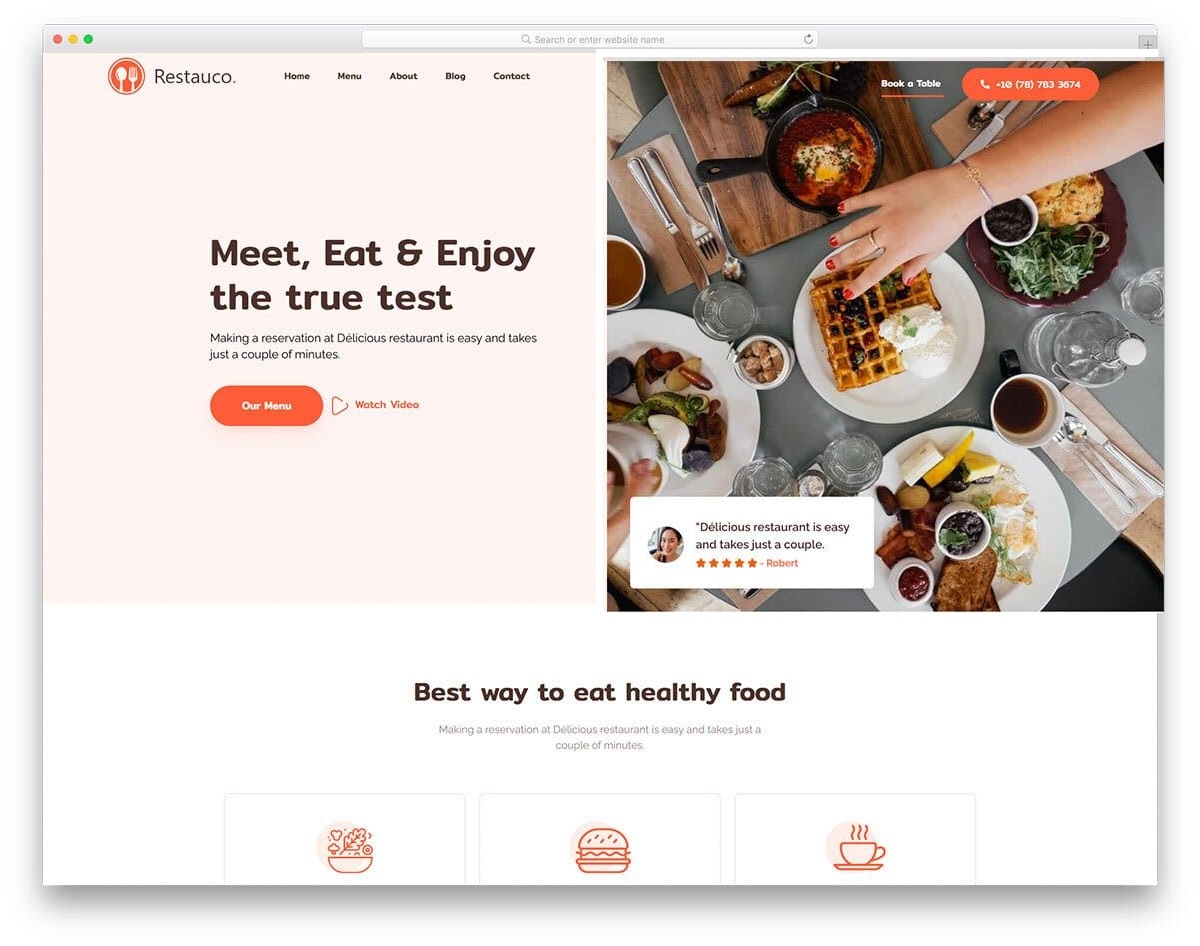 Search or enter website name
Restauco.
Home
Menu
About
Blog
Contact
Book a Table
+10 (78) 783 3674
Meet, Eat & Enjoy
the true test
Making a reservation at Délicious restaurant is easy and takes
just a couple of minutes.
Our Menu
Watch Video
"Délicious restaurant is easy
and takes just a couple.
- Robert
Best way to eat healthy food
Making a reservation at Délicious restaurant is easy and takes just a
couple of minutes.